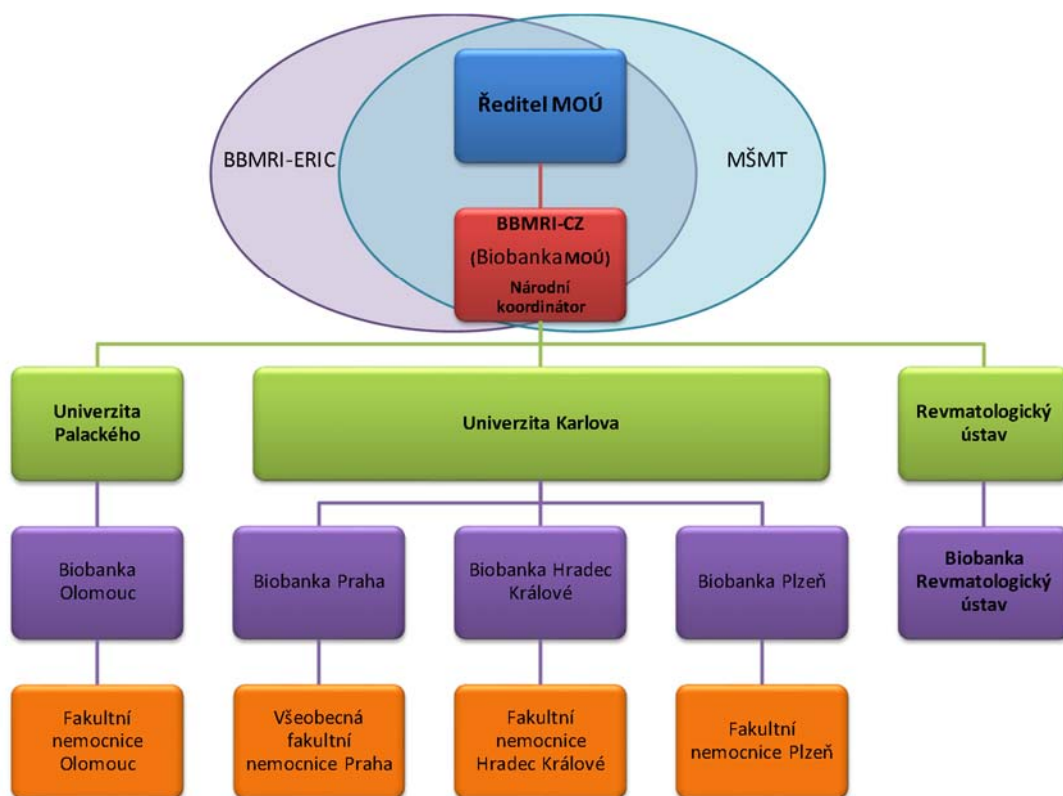 Ředitel MOÚ
BBMRI-ERIC
MŠMT
BBMRI-CZ
(Biobanka MOÚ)
Národní
koordinátor
Univerzita
Palackého
Univerzita Karlova
Revmatologický
ústav
Biobanka
Olomouc
Biobanka Praha
Biobanka Hradec
Králové
Biobanka Plzeň
Biobanka
Revmatologický
ústav
Fakultní
nemocnice
Olomouc
Všeobecná
fakultní
nemocnice Praha
Fakultní
nemocnice
Hradec Králové
Fakultní
nemocnice Plzeň